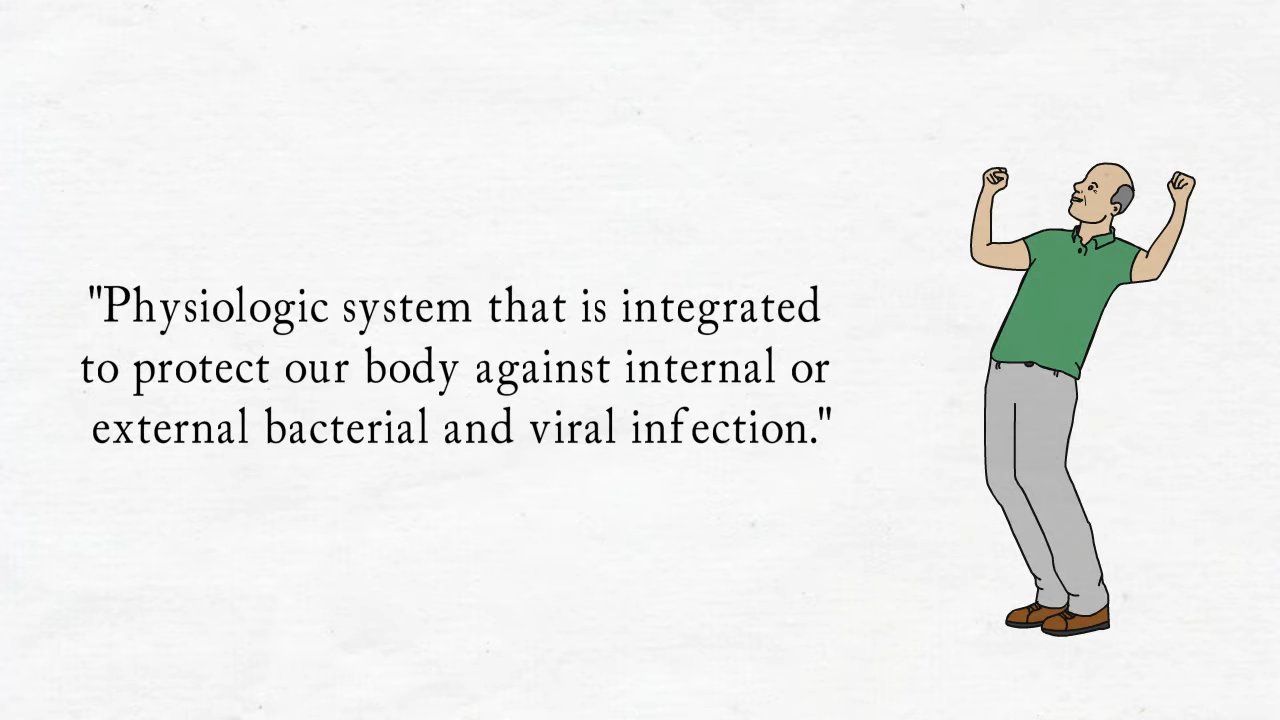 "Physiologic system that is integrated
to protect our body against internal or
external bacterial and viral infection."